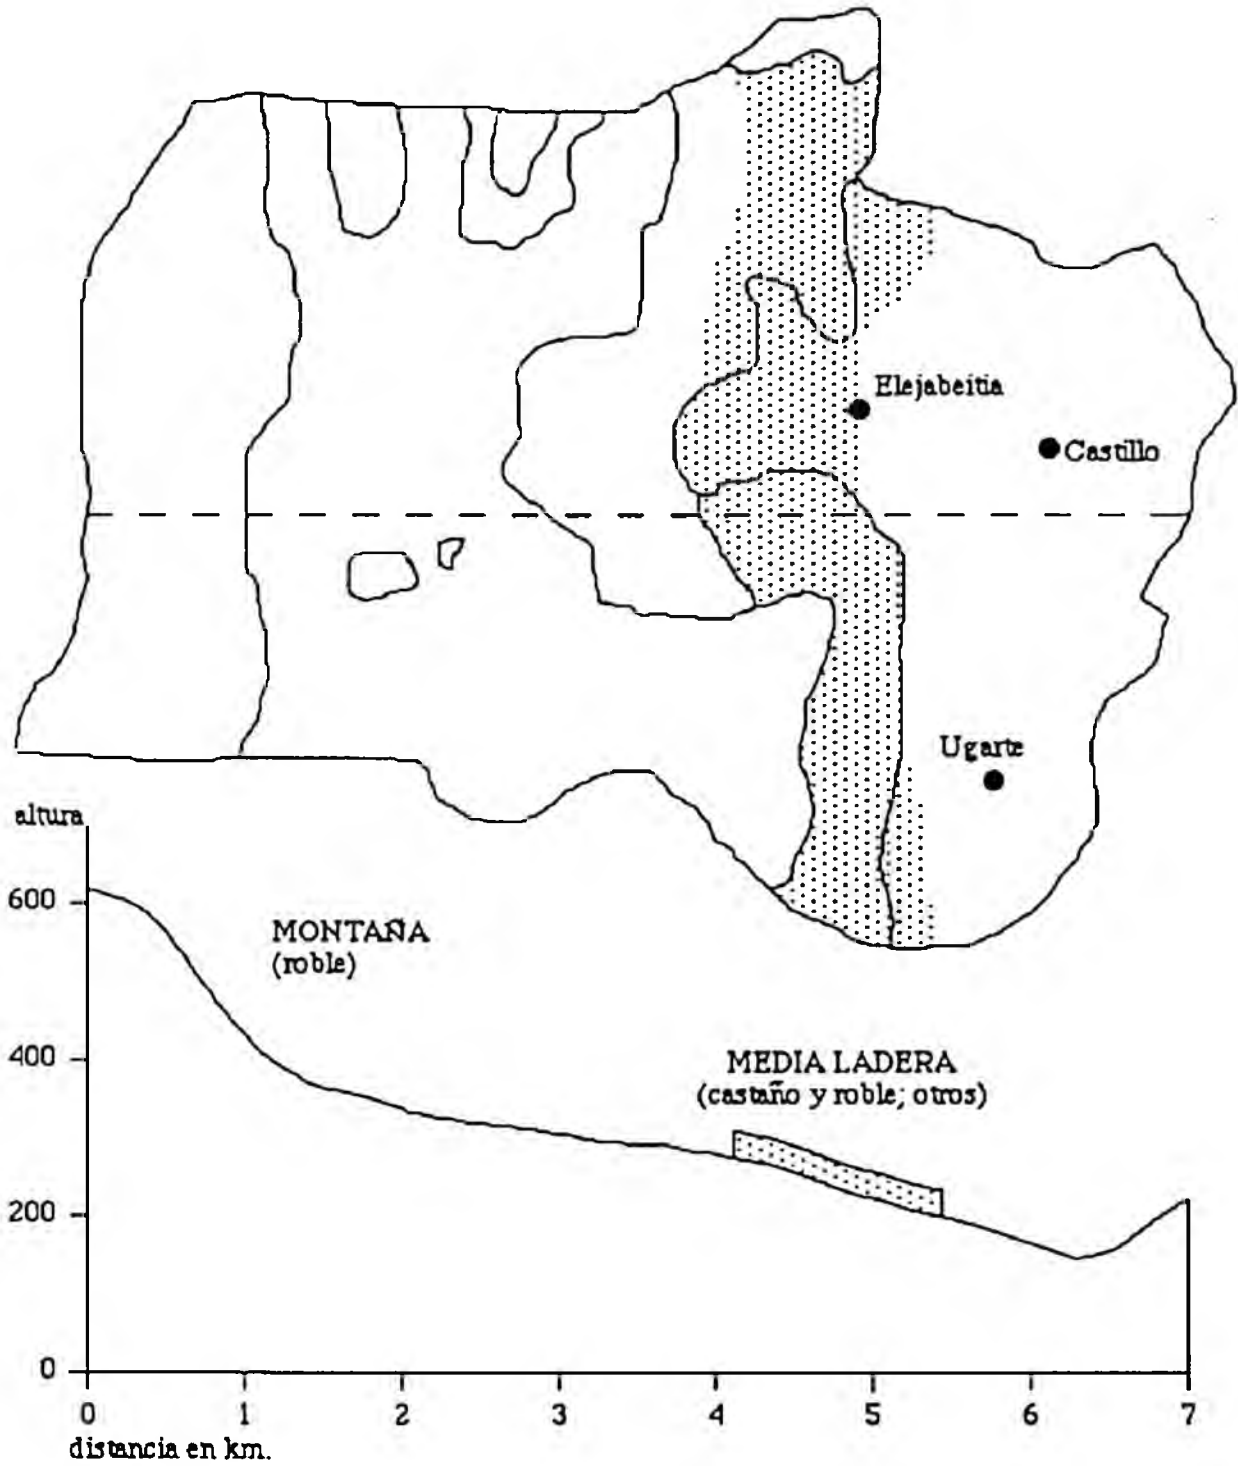 Elejabeitia
Castillo
Ugarte
altura
600
MONTAÑA
(roble)
400
MEDIA LADERA
(castaño y roble; otros)
200
0
0 1 2 3 4 5 6 7
distancia en km.